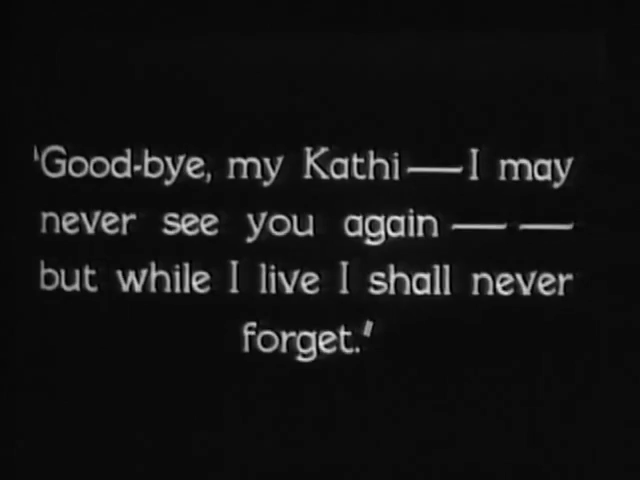 'Good-bye, my Kathi — I may
never see you again — —
but while I live I shall never
forget."